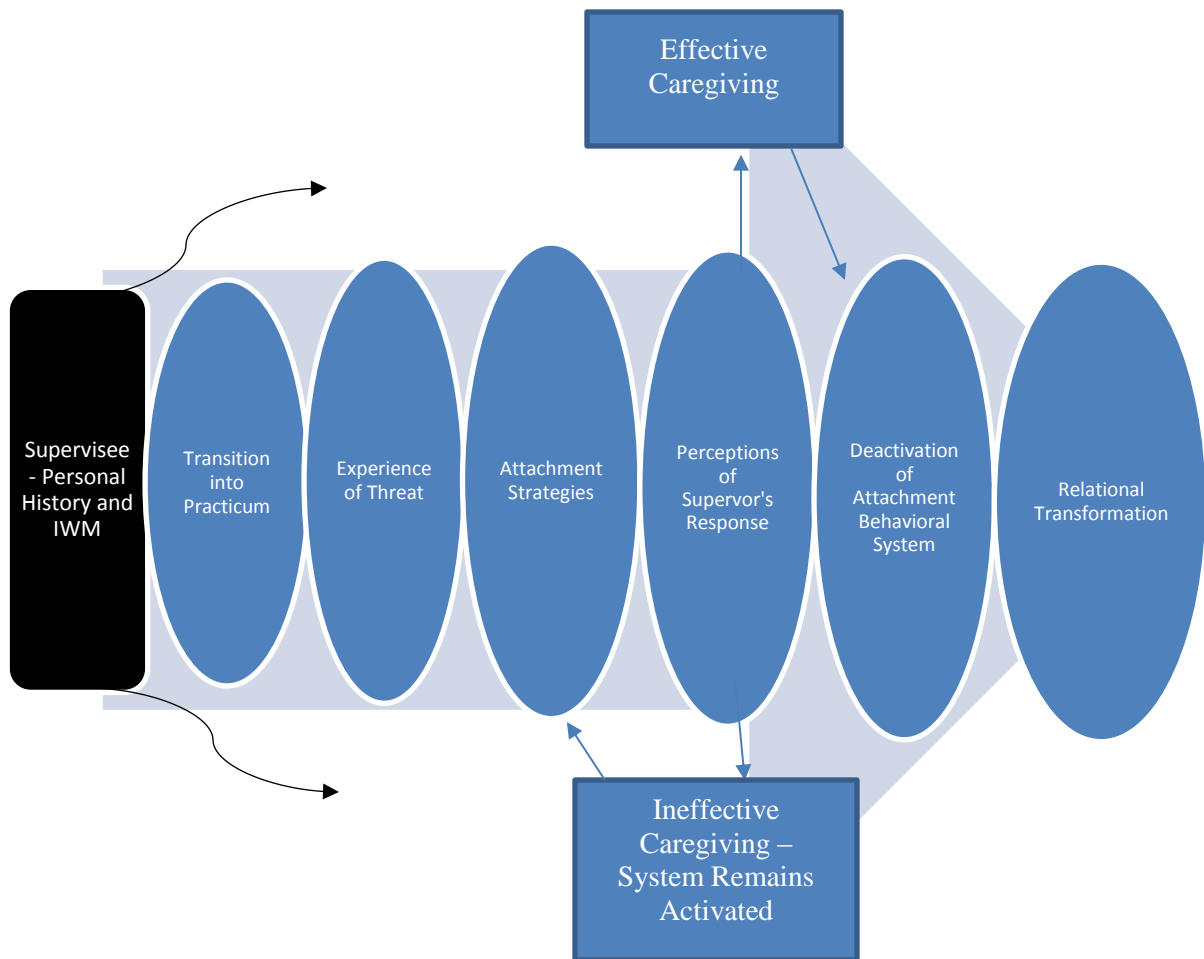 Effective
Caregiving
Supervisee
- Personal
History and
IWM
Transition
into
Practicum
Experience
of Threat
Attachment
Strategies
Perceptions
of
Supervor's
Response
Deactivation
of
Attachment
Behavioral
System
Relational
Transformation
Ineffective
Caregiving –
System Remains
Activated